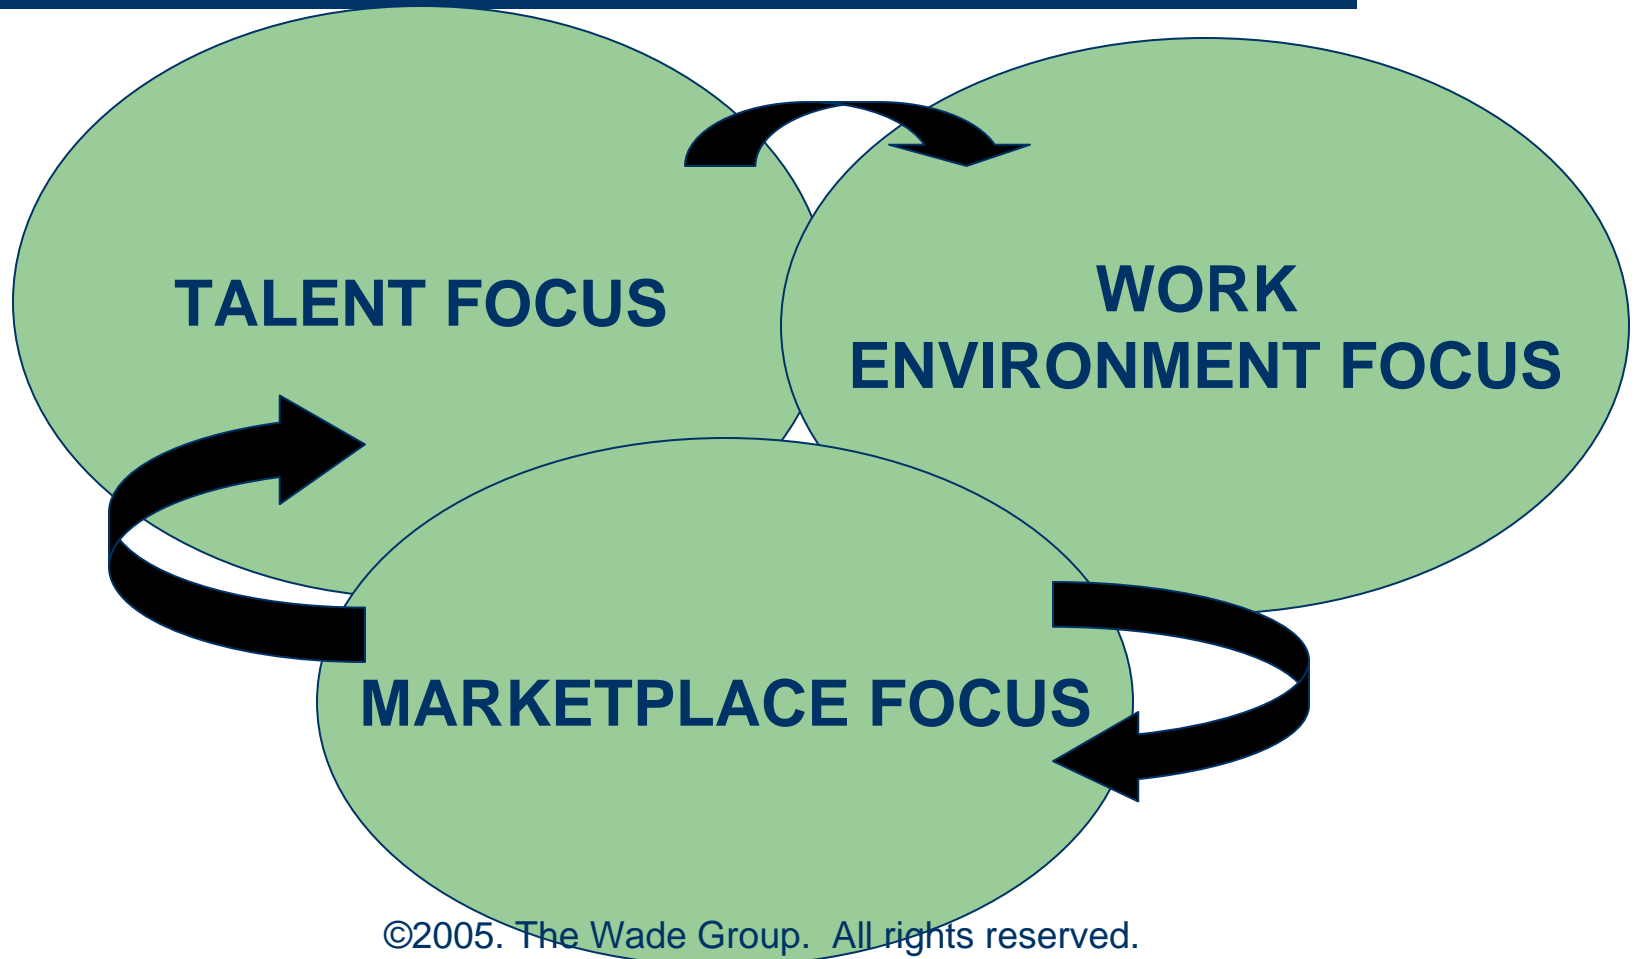 TALENT FOCUS
WORK
ENVIRONMENT FOCUS
MARKETPLACE FOCUS
©2005. The Wade Group.  All rights reserved.